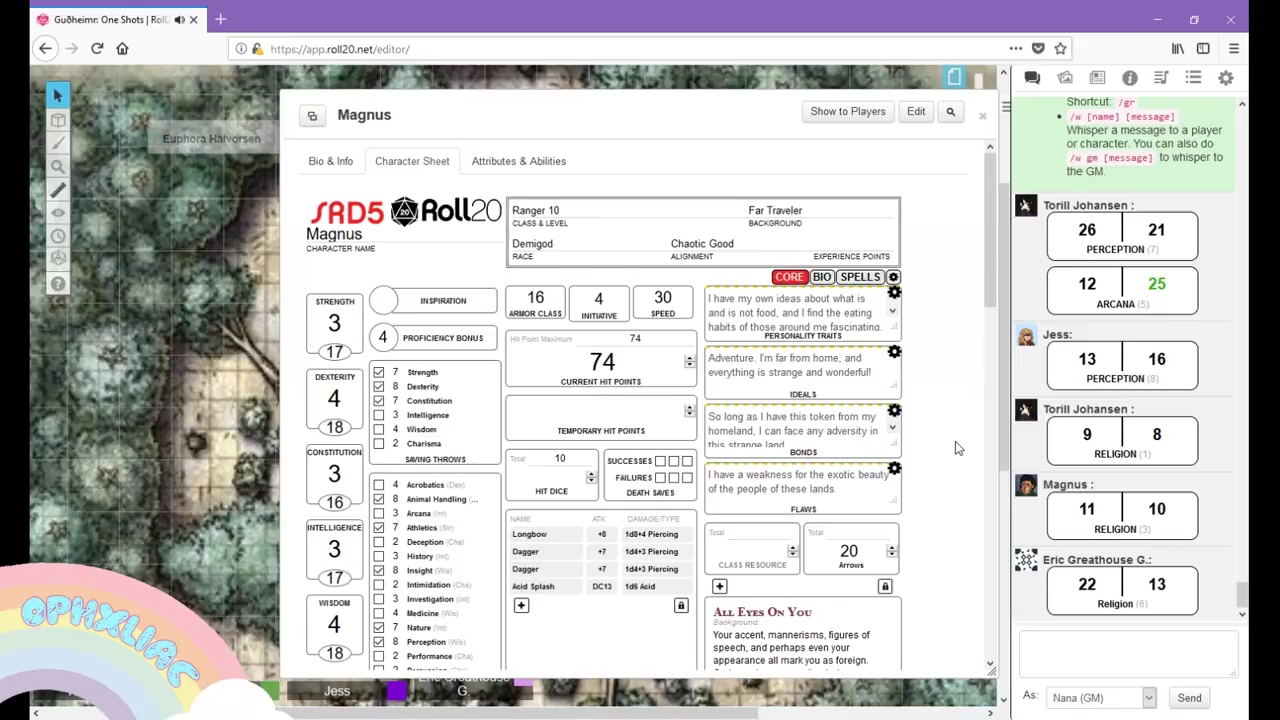 Guðheimr: One Shots | Roll2
https://app.roll20.net/editor/
Euphora Halvorsen
Magnus
Show to Players
Edit
Bio & Info
Character Sheet
Attributes & Abilities
SRD5 Roll20
Magnus
CHARACTER NAME
Ranger 10
CLASS & LEVEL
Far Traveler
BACKGROUND
Demigod
RACE
Chaotic Good
ALIGNMENT
EXPERIENCE POINTS
CORE
BIO
SPELLS
STRENGTH
3
17
DEXTERITY
4
18
CONSTITUTION
3
16
INTELLIGENCE
3
17
WISDOM
4
18
INSPIRATION
4 PROFICIENCY BONUS
7 Strength
8 Dexterity
7 Constitution
3 Intelligence
4 Wisdom
2 Charisma
SAVING THROWS
4 Acrobatics (Dex)
8 Animal Handling (...
3 Arcana (Int)
7 Athletics (Str)
2 Deception (Cha)
3 History (Int)
8 Insight (Wis)
2 Intimidation (Cha)
3 Investigation (Int)
4 Medicine (Wis)
7 Nature (Int)
8 Perception (Wis)
2 Performance (Cha)
16
ARMOR CLASS
4
INITIATIVE
30
SPEED
Hit Point Maximum 74
74
CURRENT HIT POINTS
TEMPORARY HIT POINTS
Total 10
HIT DICE
SUCCESSES
FAILURES
DEATH SAVES
NAME ATK DAMAGE/TYPE
Longbow +8 1d8+4 Piercing
Dagger +7 1d4+3 Piercing
Dagger +7 1d4+3 Piercing
Acid Splash DC13 1d6 Acid
I have my own ideas about what is
and is not food, and I find the eating
habits of those around me fascinating.
PERSONALITY TRAITS
Adventure. I'm far from home, and
everything is strange and wonderful!
IDEALS
So long as I have this token from my
homeland, I can face any adversity in
this strange land.
BONDS
I have a weakness for the exotic beauty
of the people of these lands.
FLAWS
Total
CLASS RESOURCE
Total
20
Arrows
ALL EYES ON YOU
Background
Your accent, mannerisms, figures of
speech, and perhaps even your
appearance all mark you as foreign.
Jess
G
QPHXLIAC
Shortcut: /gr
/w [name] [message]
Whisper a message to a player
or character. You can also do
/w gm [message] to whisper to
the GM.
Torill Johansen :
26 21
PERCEPTION (7)
12 25
ARCANA (5)
Jess:
13 16
PERCEPTION (8)
Torill Johansen :
9 8
RELIGION (1)
Magnus :
11 10
RELIGION (3)
Eric Greathouse G.:
22 13
Religion (6)
As: Nana (GM)
Send